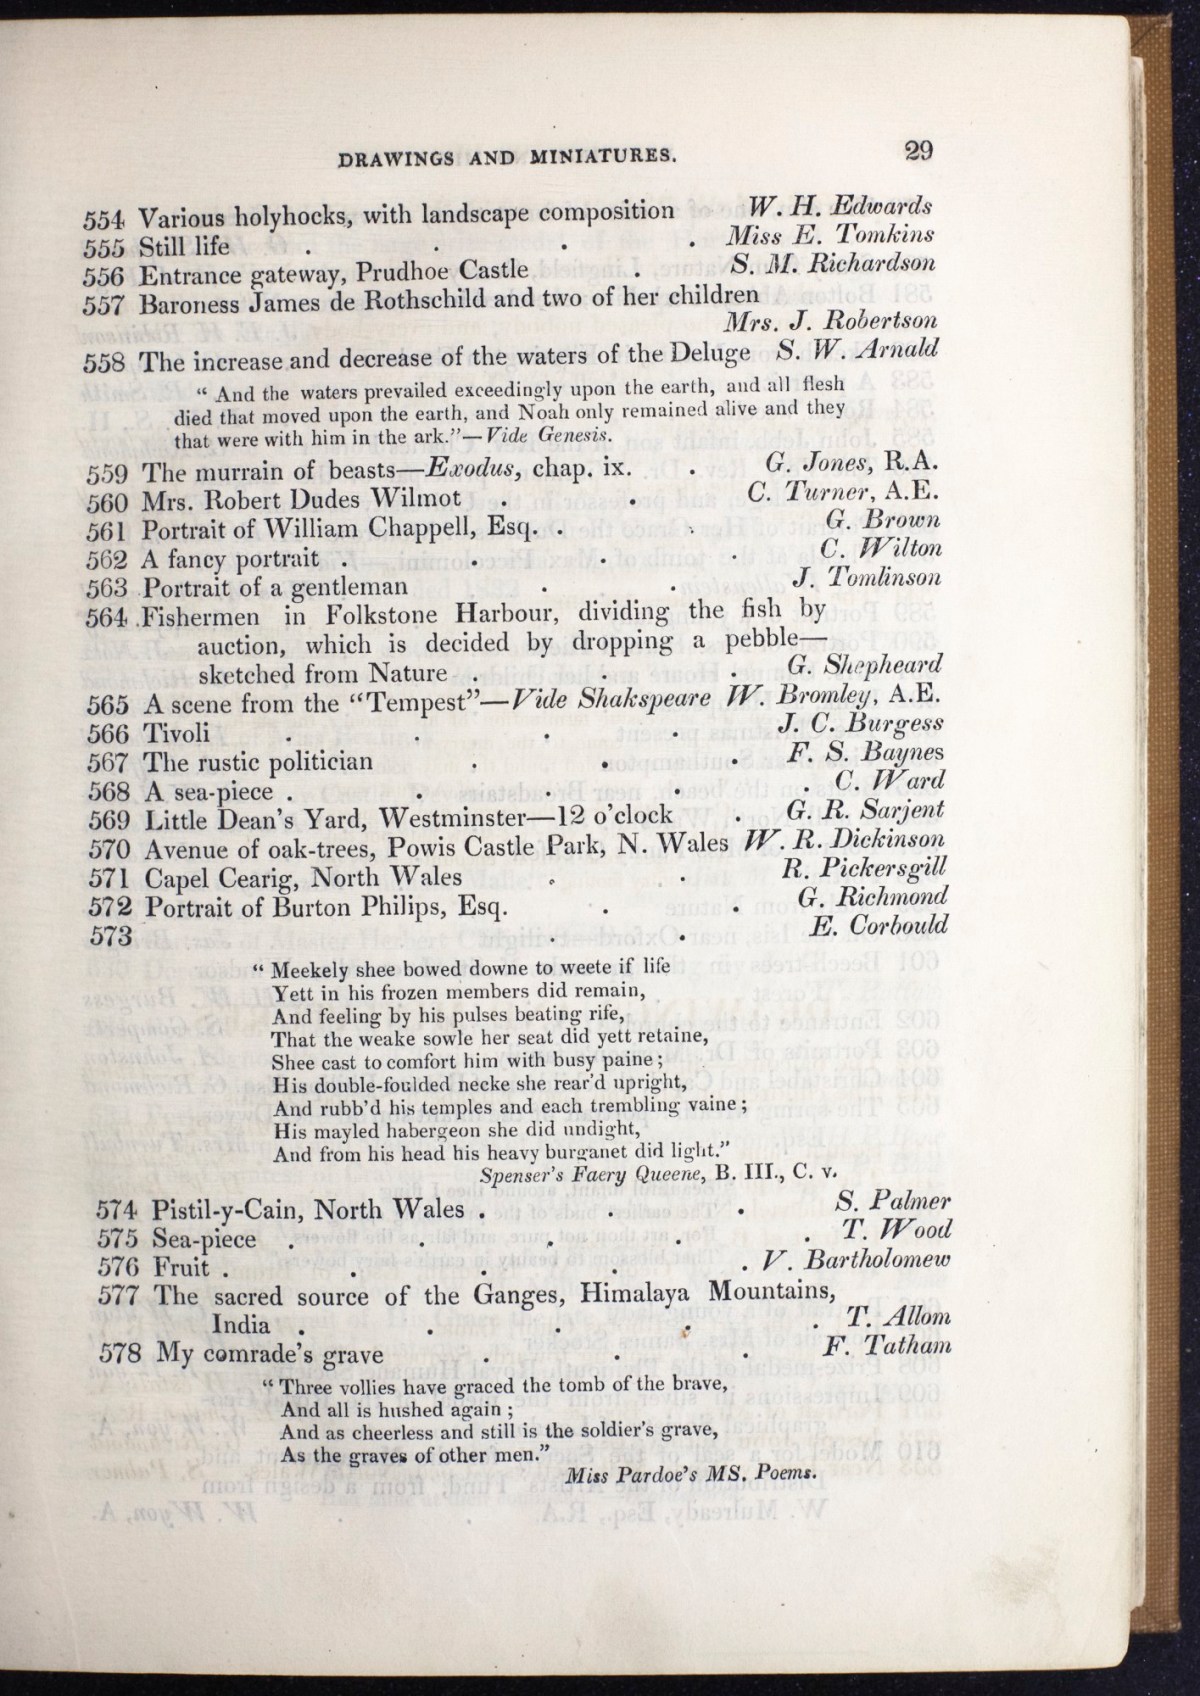 DRAWINGS AND MINIATURES. 29
554 Various holyhocks, with landscape composition W. H. Edwards
555 Still life . . . . Miss E. Tomkins
556 Entrance gateway, Prudhoe Castle . S. M. Richardson
557 Baroness James de Rothschild and two of her children
Mrs. J. Robertson
558 The increase and decrease of the waters of the Deluge S. W. Arnald
“ And the waters prevailed exceedingly upon the earth, and all flesh
died that moved upon the earth, and Noah only remained alive and they
that were with him in the ark.”—Vide Genesis.
559 The murrain of beasts—Exodus, chap. ix. . G. Jones, R.A.
560 Mrs. Robert Dudes Wilmot . . C. Turner, A.E.
561 Portrait of William Chappell, Esq. . . G. Brown
562 A fancy portrait . . . . C. Wilton
563 Portrait of a gentleman . . J. Tomlinson
564 Fishermen in Folkstone Harbour, dividing the fish by
auction, which is decided by dropping a pebble—
sketched from Nature . . . G. Shepheard
565 A scene from the “Tempest”—Vide Shakspeare W. Bromley, A.E.
566 Tivoli . . . . J. C. Burgess
567 The rustic politician . . . F. S. Baynes
568 A sea-piece . . . . . C. Ward
569 Little Dean’s Yard, Westminster—12 o’clock . G. R. Sarjent
570 Avenue of oak-trees, Powis Castle Park, N. Wales W. R. Dickinson
571 Capel Cearig, North Wales . . R. Pickersgill
572 Portrait of Burton Philips, Esq. . . G. Richmond
573 . . E. Corbould
“ Meekely shee bowed downe to weete if life
Yett in his frozen members did remain,
And feeling by his pulses beating rife,
That the weake sowle her seat did yett retaine,
Shee cast to comfort him with busy paine;
His double-foulded necke she rear’d upright,
And rubb’d his temples and each trembling vaine;
His mayled habergeon she did undight,
And from his head his heavy burganet did light.”
Spenser’s Faery Queene, B. III., C. v.
574 Pistil-y-Cain, North Wales . . . S. Palmer
575 Sea-piece . . . . . T. Wood
576 Fruit . . . . . V. Bartholomew
577 The sacred source of the Ganges, Himalaya Mountains,
India . . . . . T. Allom
578 My comrade’s grave . . . F. Tatham
“ Three vollies have graced the tomb of the brave,
And all is hushed again ;
And as cheerless and still is the soldier’s grave,
As the graves of other men.”
Miss Pardoe’s MS. Poems.